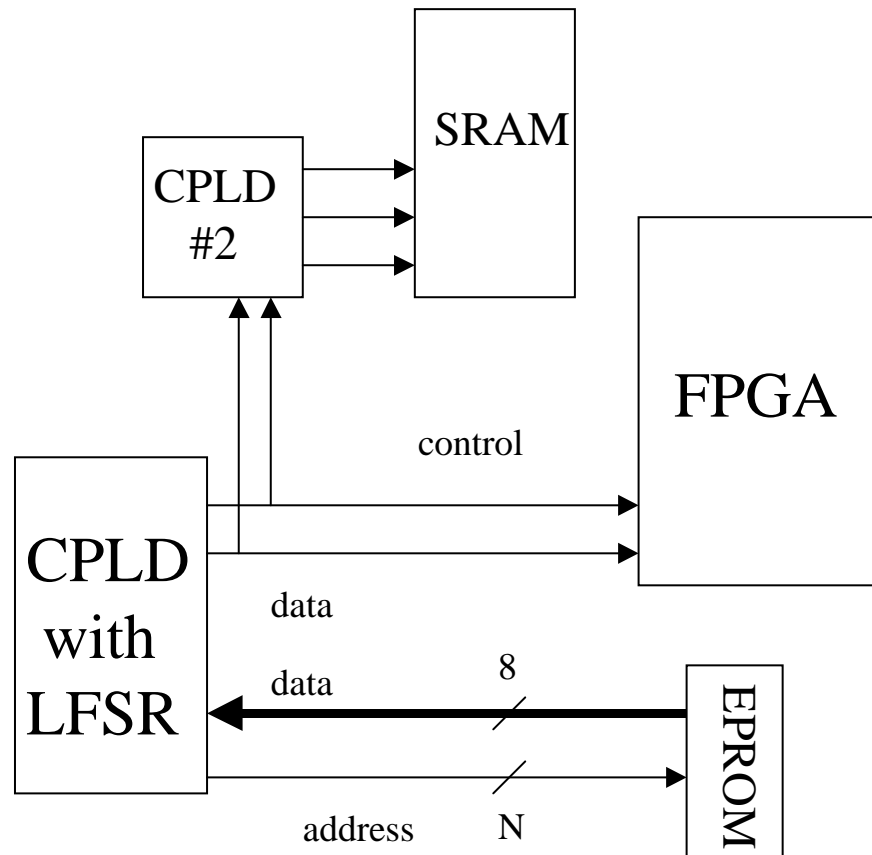 SRAM
CPLD
#2
FPGA
control
CPLD
with
LFSR
data
data
8
EPROM
address
N